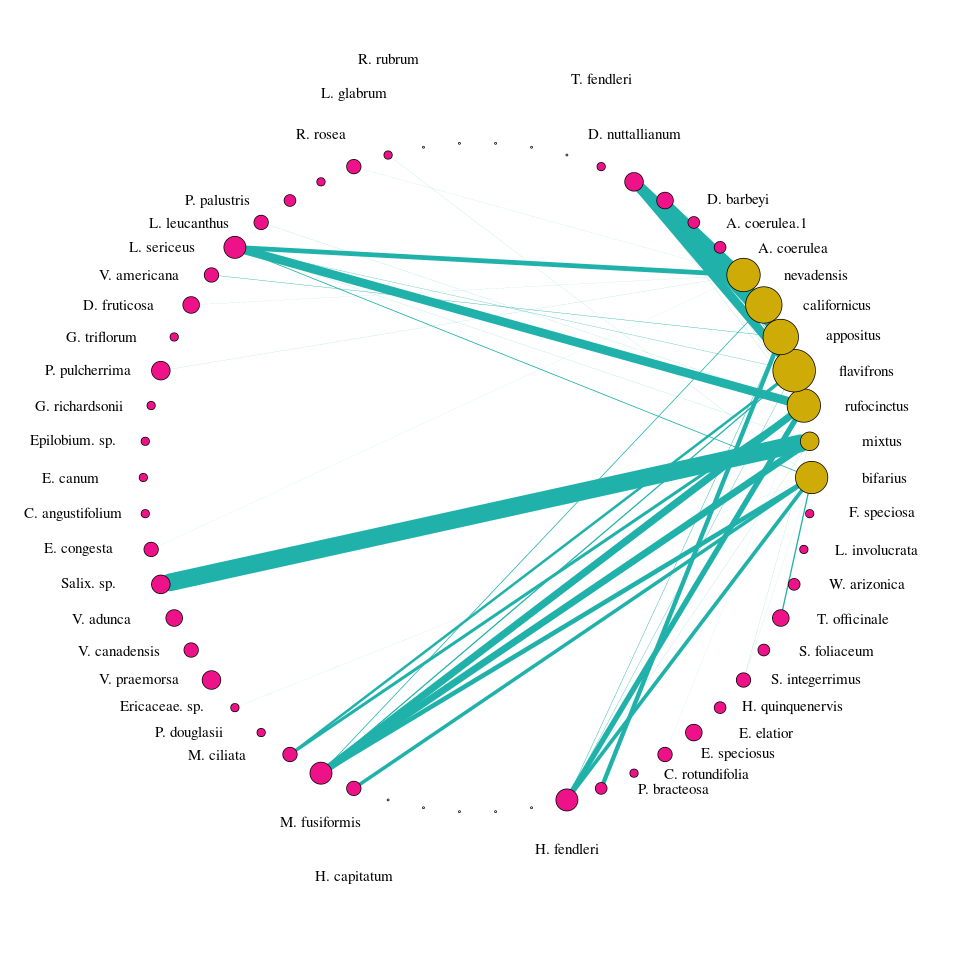 R. rubrum
T. fendleri
L. glabrum
R. rosea
D. nuttallianum
P. palustris
D. barbeyi
L. leucanthus
A. coerulea.1
L. sericeus
A. coerulea
V. americana
nevadensis
D. fruticosa
californicus
G. triflorum
appositus
P. pulcherrima
flavifrons
G. richardsonii
rufocinctus
Epilobium. sp.
mixtus
E. canum
bifarius
C. angustifolium
F. speciosa
E. congesta
L. involucrata
Salix. sp.
W. arizonica
V. adunca
T. officinale
V. canadensis
S. foliaceum
V. praemorsa
S. integerrimus
Ericaceae. sp.
H. quinquenervis
P. douglasii
E. elatior
M. ciliata
E. speciosus
C. rotundifolia
P. bracteosa
M. fusiformis
H. fendleri
H. capitatum